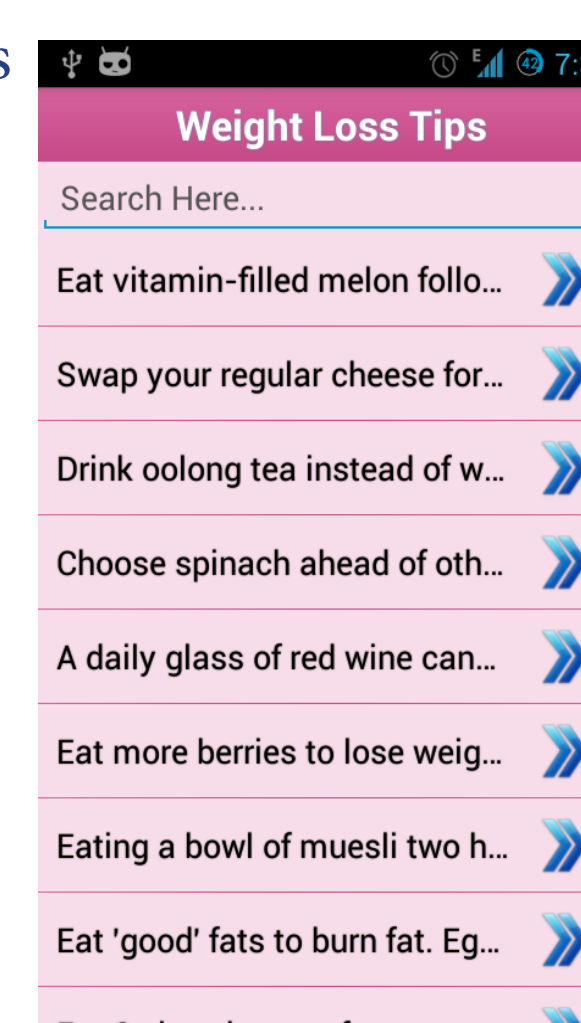 s
E 42 7:
Weight Loss Tips
Search Here...
Eat vitamin-filled melon follo...
Swap your regular cheese for...
Drink oolong tea instead of w...
Choose spinach ahead of oth...
A daily glass of red wine can...
Eat more berries to lose weig...
Eating a bowl of muesli two h...
Eat 'good' fats to burn fat. Eg...